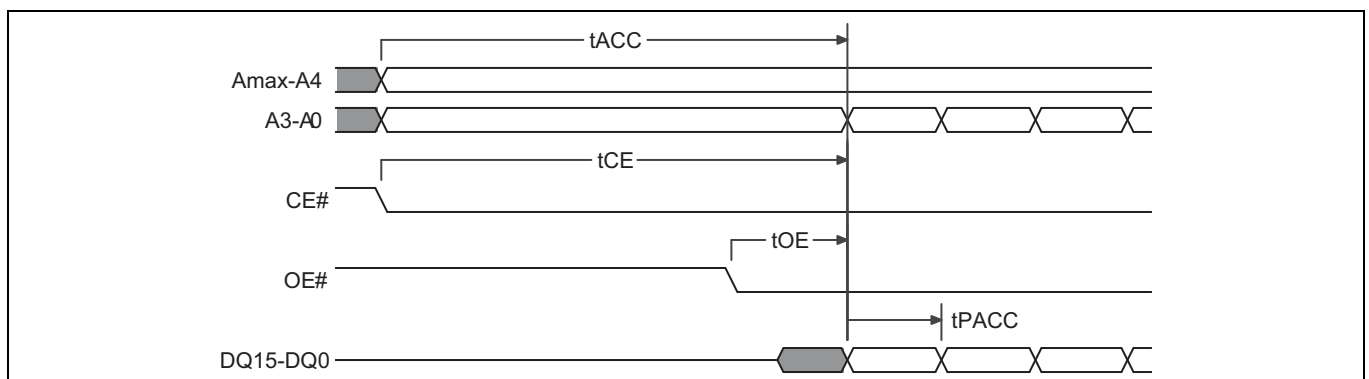 tACC
Amax-A4
A3-A0
tCE
CE#
tOE
OE#
tPACC
DQ15-DQ0